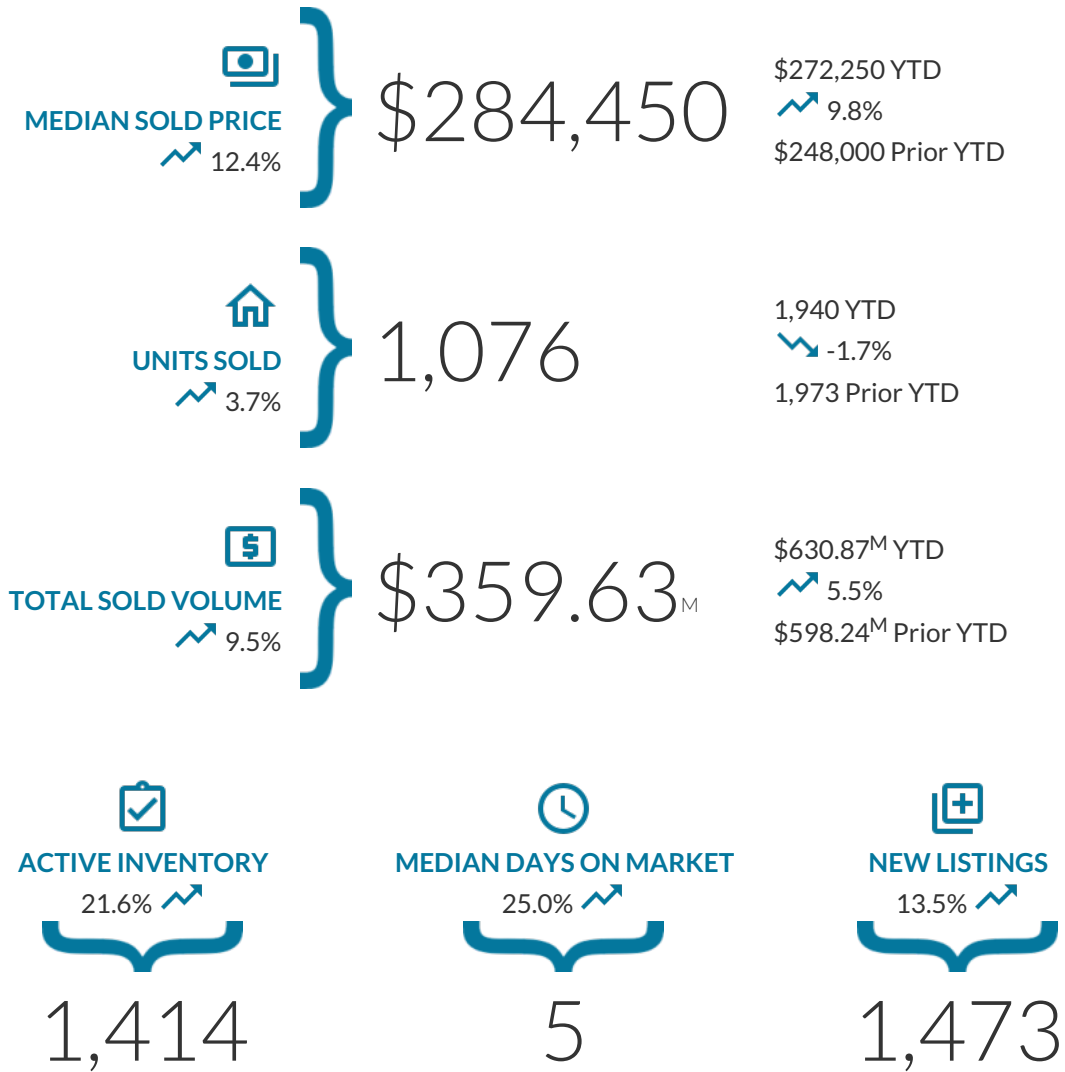 MEDIAN SOLD PRICE
12.4%
$284,450
$272,250 YTD
9.8%
$248,000 Prior YTD
UNITS SOLD
3.7%
1,076
1,940 YTD
-1.7%
1,973 Prior YTD
TOTAL SOLD VOLUME
9.5%
$359.63M
$630.87M YTD
5.5%
$598.24M Prior YTD
ACTIVE INVENTORY
21.6%
1,414
MEDIAN DAYS ON MARKET
25.0%
5
NEW LISTINGS
13.5%
1,473